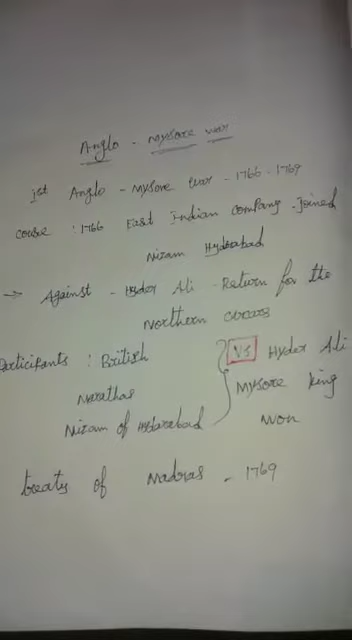 Anglo - Mysore war
1st Anglo - Mysore War - 1766 - 1769
course : 1766 East Indian company joined
Nizam Hyderabad
→ Against - Hyder Ali - Return for the
Northern circars
Participants : British
Marathas
Nizam of Hyderabad
VS Hyder Ali
Mysore king
won
treaty of Madras - 1769